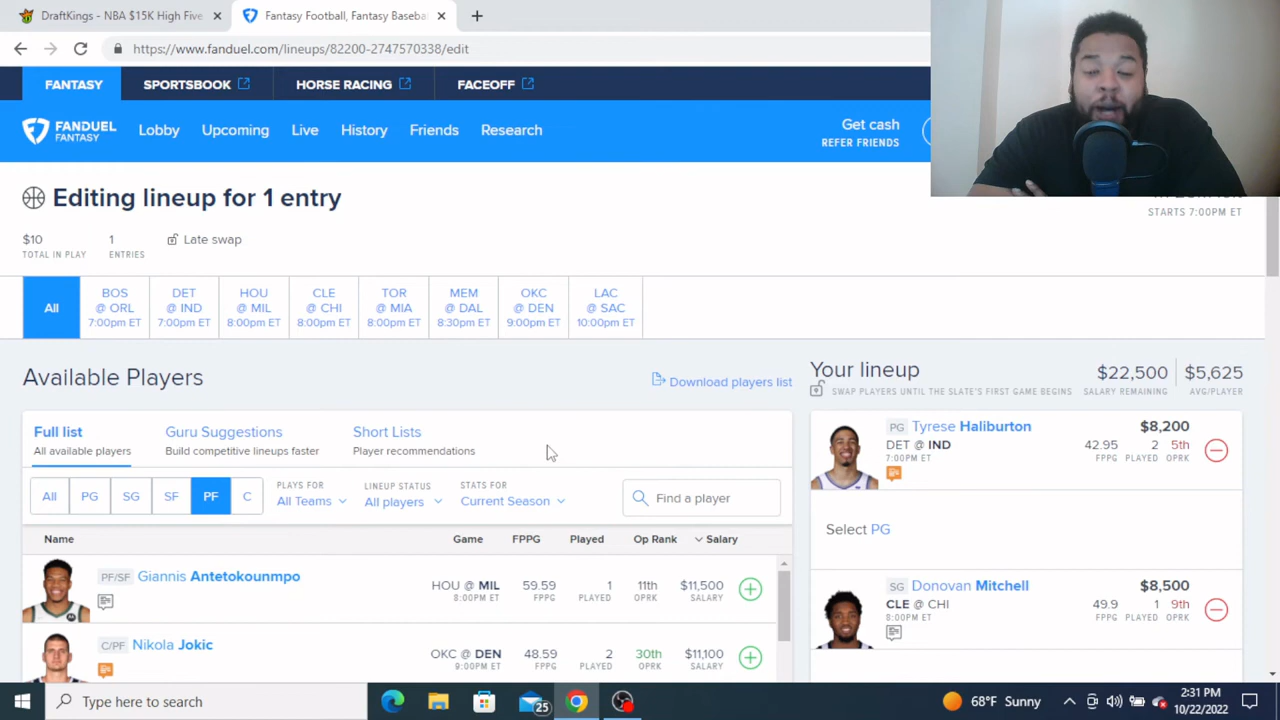 DraftKings - NBA $15K High Five
Fantasy Football, Fantasy Baseba
https://www.fanduel.com/lineups/82200-2747570338/edit
FANTASY SPORTSBOOK HORSE RACING FACEOFF
FANDUEL FANTASY Lobby Upcoming Live History Friends Research
Get cash
REFER FRIENDS
Editing lineup for 1 entry
STARTS 7:00PM ET
$10 1 Late swap
TOTAL IN PLAY ENTRIES
All
BOS @ ORL 7:00pm ET
DET @ IND 7:00pm ET
HOU @ MIL 8:00pm ET
CLE @ CHI 8:00pm ET
TOR @ MIA 8:00pm ET
MEM @ DAL 8:30pm ET
OKC @ DEN 9:00pm ET
LAC @ SAC 10:00pm ET
Available Players
Download players list
Full list
All available players
Guru Suggestions
Build competitive lineups faster
Short Lists
Player recommendations
All PG SG SF PF C
PLAYS FOR
All Teams
LINEUP STATUS
All players
STATS FOR
Current Season
Find a player
Name Game FPPG Played Op Rank Salary
PF/SF Giannis Antetokounmpo
HOU @ MIL 59.59 1 11th $11,500
8:00PM ET FPPG PLAYED OPRK SALARY
C/PF Nikola Jokic
OKC @ DEN 48.59 2 30th $11,100
9:00PM ET FPPG PLAYED OPRK SALARY
Your lineup
SWAP PLAYERS UNTIL THE SLATE'S FIRST GAME BEGINS
$22,500 $5,625
SALARY REMAINING AVG/PLAYER
PG Tyrese Haliburton $8,200
DET @ IND 42.95 2 5th
7:00PM ET FPPG PLAYED OPRK
Select PG
SG Donovan Mitchell $8,500
CLE @ CHI 49.9 1 9th
8:00PM ET FPPG PLAYED OPRK
Type here to search
25
68°F Sunny
2:31 PM
10/22/2022